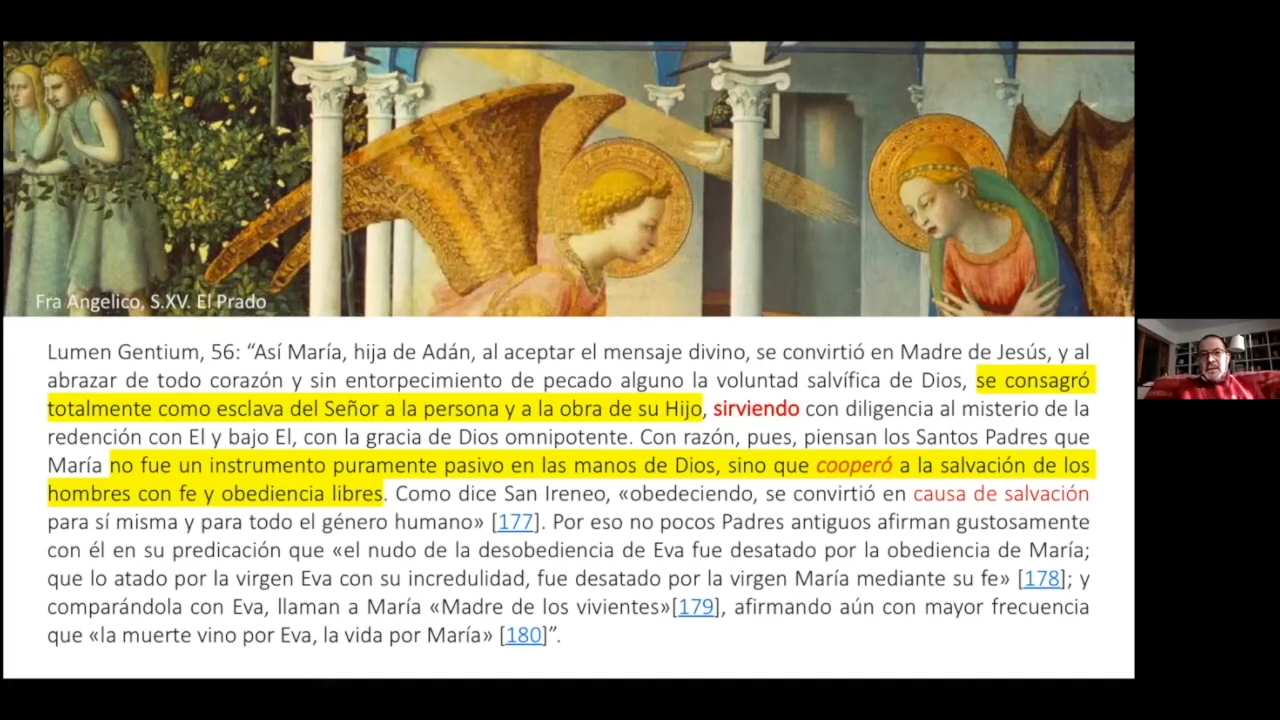 Fra Angelico, S.XV. El Prado
Lumen Gentium, 56: “Así María, hija de Adán, al aceptar el mensaje divino, se convirtió en Madre de Jesús, y al
abrazar de todo corazón y sin entorpecimiento de pecado alguno la voluntad salvífica de Dios, se consagró
totalmente como esclava del Señor a la persona y a la obra de su Hijo, sirviendo con diligencia al misterio de la
redención con El y bajo El, con la gracia de Dios omnipotente. Con razón, pues, piensan los Santos Padres que
María no fue un instrumento puramente pasivo en las manos de Dios, sino que cooperó a la salvación de los
hombres con fe y obediencia libres. Como dice San Ireneo, «obedeciendo, se convirtió en causa de salvación
para sí misma y para todo el género humano» [177]. Por eso no pocos Padres antiguos afirman gustosamente
con él en su predicación que «el nudo de la desobediencia de Eva fue desatado por la obediencia de María;
que lo atado por la virgen Eva con su incredulidad, fue desatado por la virgen María mediante su fe» [178]; y
comparándola con Eva, llaman a María «Madre de los vivientes»[179], afirmando aún con mayor frecuencia
que «la muerte vino por Eva, la vida por María» [180]”.